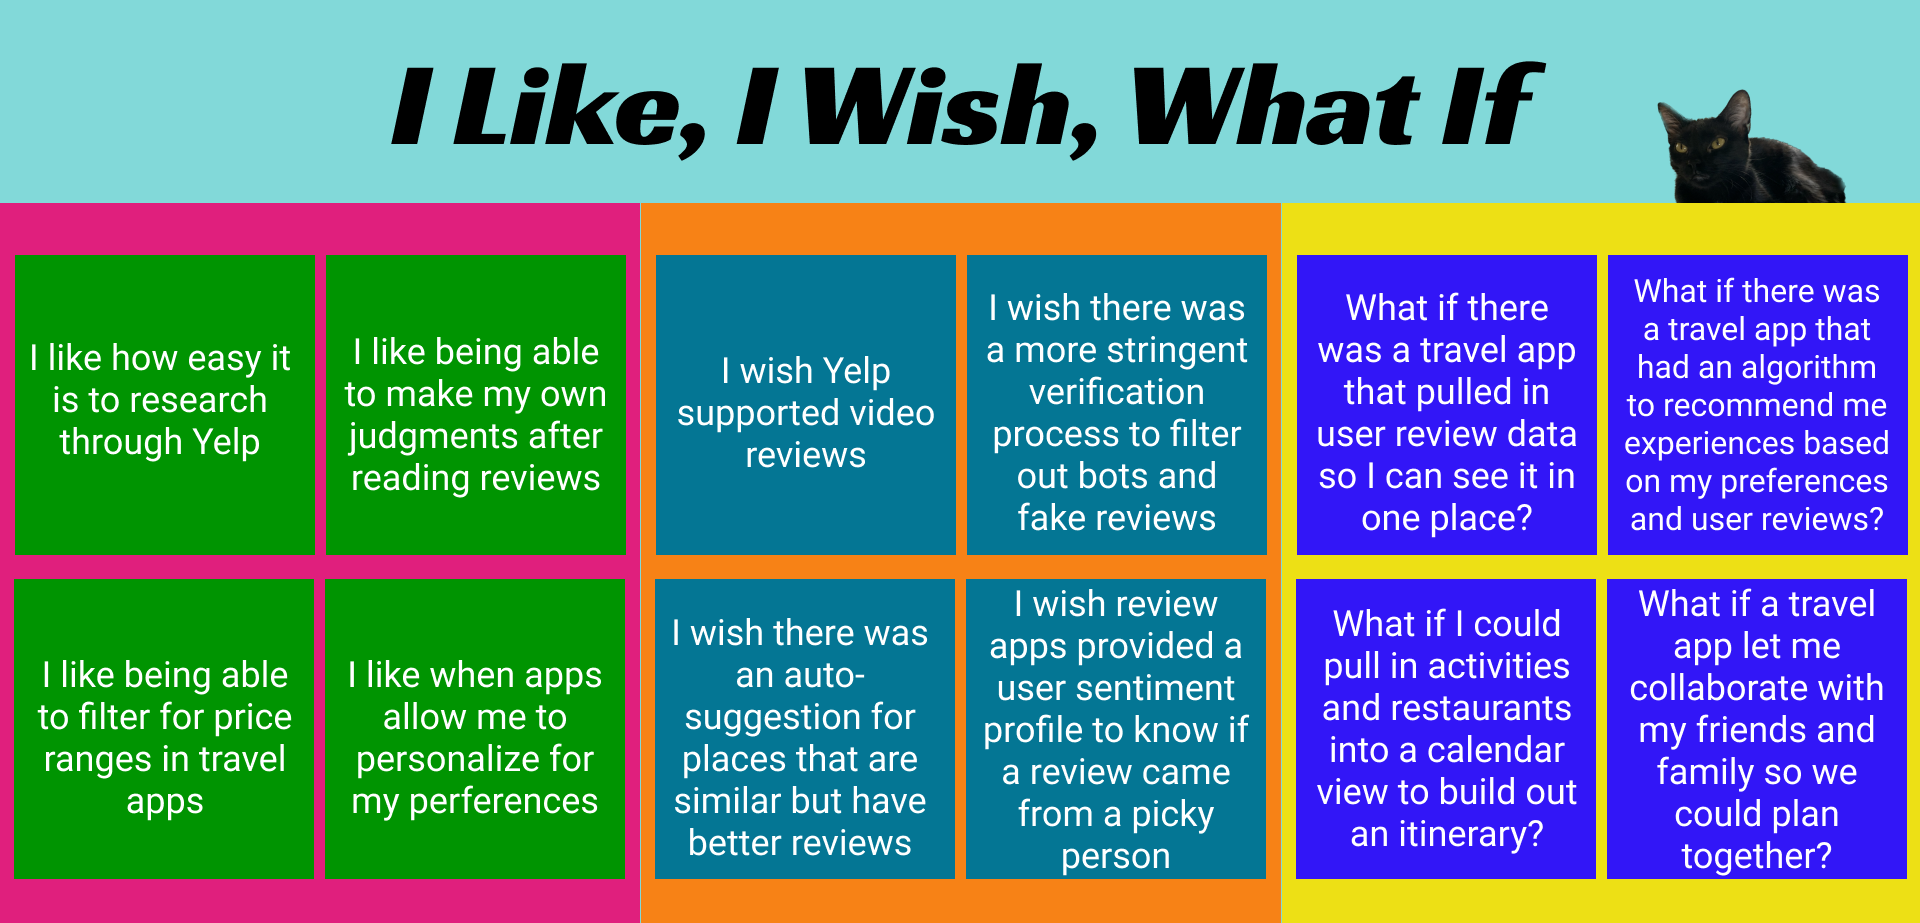 I Like, I Wish, What If
I like how easy it
is to research
through Yelp
I like being able
to make my own
judgments after
reading reviews
I like being able
to filter for price
ranges in travel
apps
I like when apps
allow me to
personalize for
my perferences
I wish Yelp
supported video
reviews
I wish there was
a more stringent
verification
process to filter
out bots and
fake reviews
I wish there was
an auto-
suggestion for
places that are
similar but have
better reviews
I wish review
apps provided a
user sentiment
profile to know if
a review came
from a picky
person
What if there
was a travel app
that pulled in
user review data
so I can see it in
one place?
What if there was
a travel app that
had an algorithm
to recommend me
experiences based
on my preferences
and user reviews?
What if I could
pull in activities
and restaurants
into a calendar
view to build out
an itinerary?
What if a travel
app let me
collaborate with
my friends and
family so we
could plan
together?